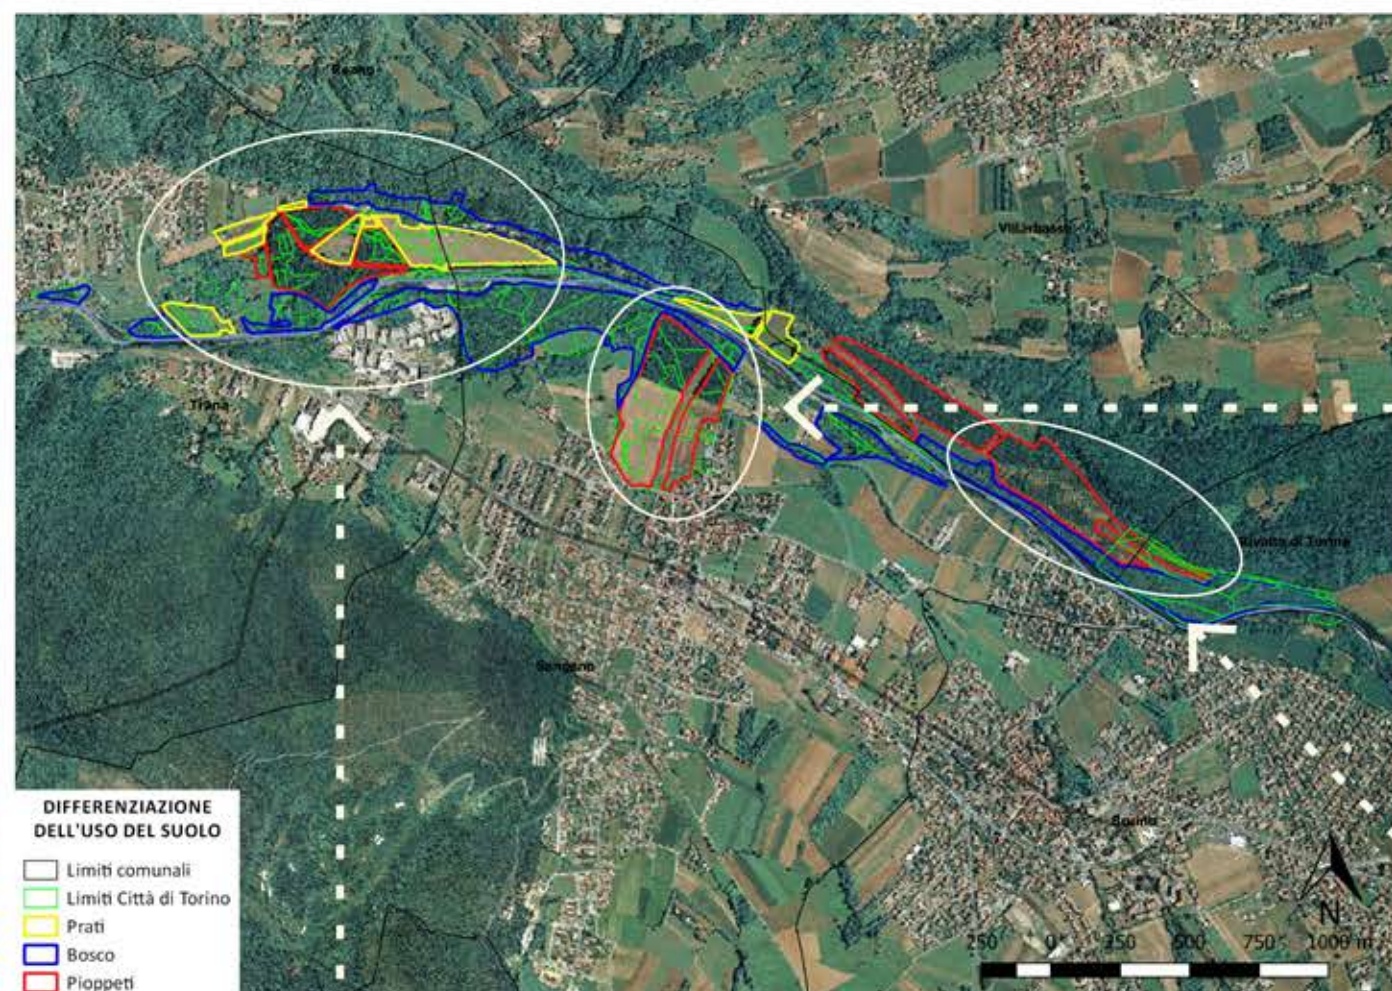 Reano
Villarbasse
Trana
Rivalta di Torino
Sangano
Bruino
DIFFERENZIAZIONE
DELL'USO DEL SUOLO
Limiti comunali
Limiti Città di Torino
Prati
Bosco
Pioppeti
N
250 0 250 500 750 1000 m